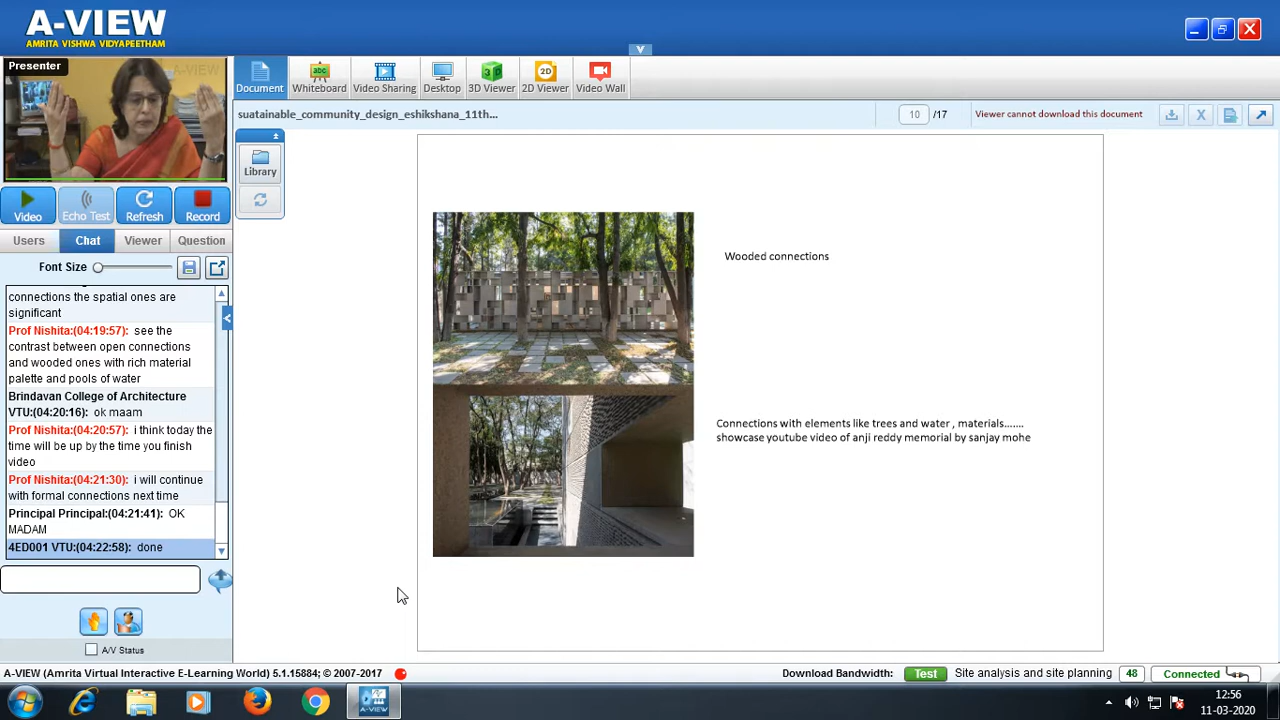 A-VIEW
AMRITA VISHWA VIDYAPEETHAM
Presenter
A-VIEW
Document
Whiteboard
Video Sharing
Desktop
3D Viewer
2D Viewer
Video Wall
suatainable_community_design_eshikshana_11th...
10 /17
Viewer cannot download this document
Library
Video
Echo Test
Refresh
Record
Users
Chat
Viewer
Question
Font Size
connections the spatial ones are
significant
Prof Nishita:(04:19:57): see the
contrast between open connections
and wooded ones with rich material
palette and pools of water
Brindavan College of Architecture
VTU:(04:20:16): ok maam
Prof Nishita:(04:20:57): i think today the
time will be up by the time you finish
video
Prof Nishita:(04:21:30): i will continue
with formal connections next time
Principal Principal:(04:21:41): OK
MADAM
4ED001 VTU:(04:22:58): done
A/V Status
Wooded connections
Connections with elements like trees and water , materials.......
showcase youtube video of anji reddy memorial by sanjay mohe
A-VIEW (Amrita Virtual Interactive E-Learning World) 5.1.15884; © 2007-2017
Download Bandwidth:
Test
Site analysis and site planning
48
Connected
12:56
11-03-2020